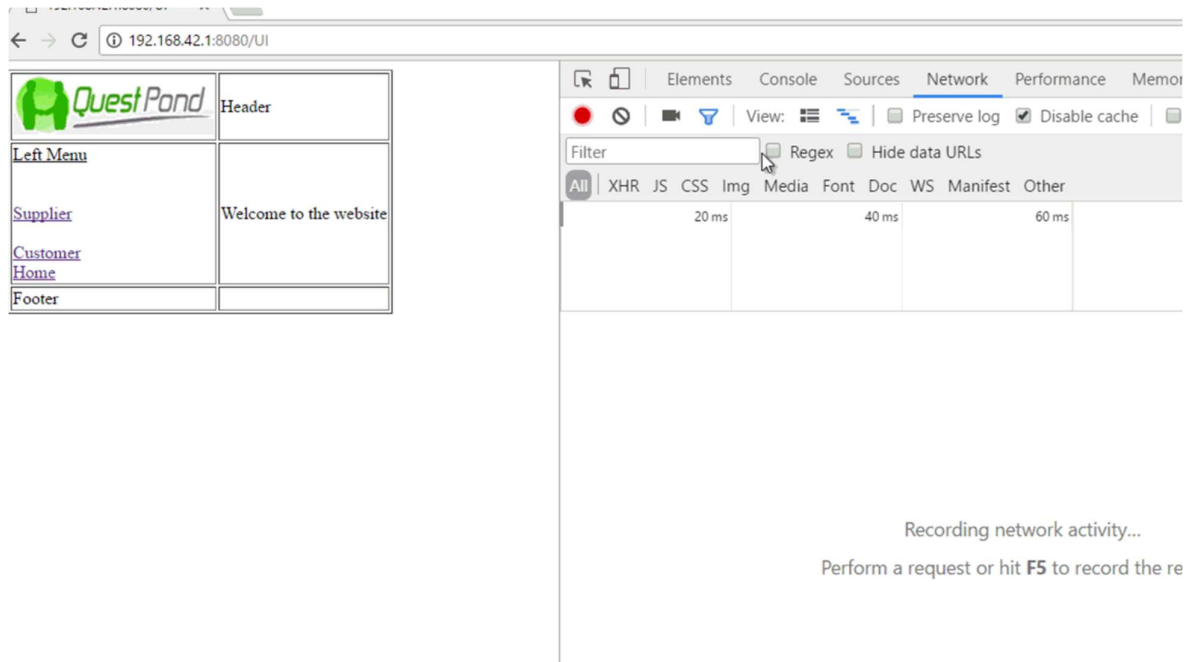 192.168.42.1:8080/UI
QuestPond
Header
Left Menu
Supplier
Welcome to the website
Customer
Home
Footer
Elements Console Sources Network Performance Memor
View: Preserve log Disable cache
Filter Regex Hide data URLs
All XHR JS CSS Img Media Font Doc WS Manifest Other
20 ms 40 ms 60 ms
Recording network activity...
Perform a request or hit F5 to record the re